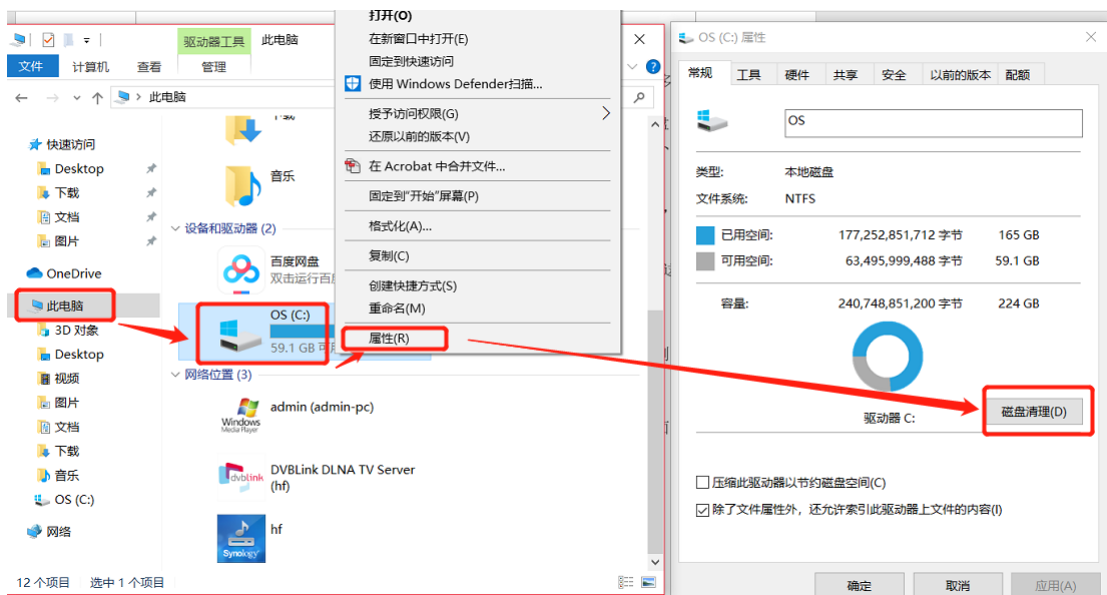 驱动器工具
此电脑
文件
计算机
查看
管理
此电脑
快速访问
Desktop
下载
文档
图片
OneDrive
此电脑
3D 对象
Desktop
视频
图片
文档
下载
音乐
OS (C:)
网络
音乐
设备和驱动器 (2)
百度网盘
双击运行百
OS (C:)
59.1 GB 可
网络位置 (3)
admin (admin-pc)
Windows
Media Player
dvblink
DVBLink DLNA TV Server
(hf)
hf
Synology
12 个项目 选中 1 个项目
打开(O)
在新窗口中打开(E)
固定到快速访问
使用 Windows Defender扫描...
授予访问权限(G)
还原以前的版本(V)
在 Acrobat 中合并文件...
固定到"开始"屏幕(P)
格式化(A)...
复制(C)
创建快捷方式(S)
重命名(M)
属性(R)
OS (C:) 属性
常规
工具
硬件
共享
安全
以前的版本
配额
OS
类型: 本地磁盘
文件系统: NTFS
已用空间: 177,252,851,712 字节 165 GB
可用空间: 63,495,999,488 字节 59.1 GB
容量: 240,748,851,200 字节 224 GB
驱动器 C:
磁盘清理(D)
压缩此驱动器以节约磁盘空间(C)
除了文件属性外，还允许索引此驱动器上文件的内容(I)
确定
取消
应用(A)